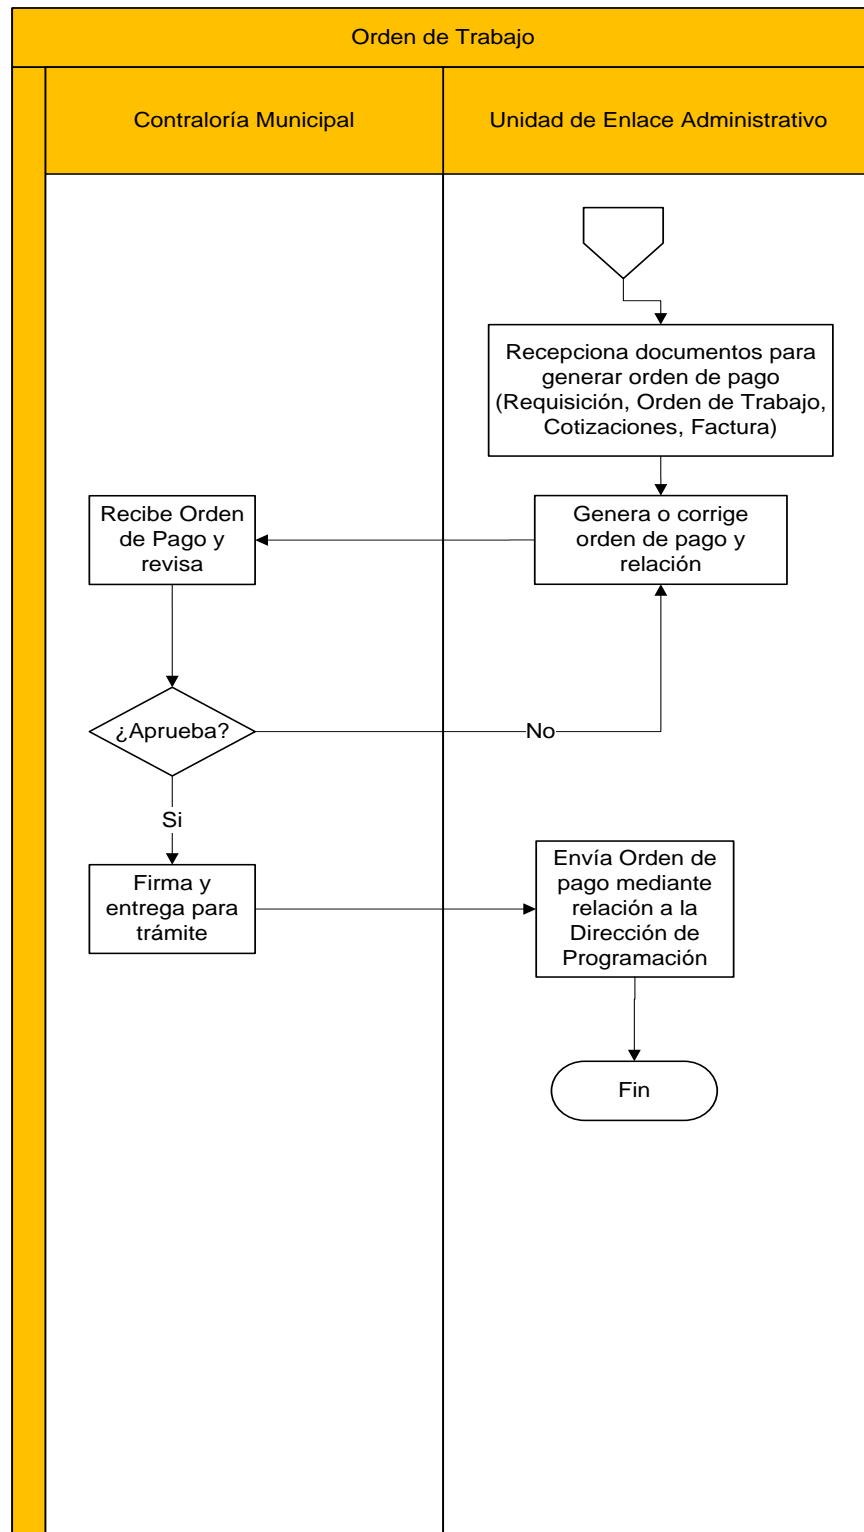 Orden de Trabajo
Contraloría Municipal
Unidad de Enlace Administrativo
Recepciona documentos para
generar orden de pago
(Requisición, Orden de Trabajo,
Cotizaciones, Factura)
Recibe Orden
de Pago y
revisa
Genera o corrige
orden de pago y
relación
¿Aprueba?
No
Si
Firma y
entrega para
trámite
Envía Orden de
pago mediante
relación a la
Dirección de
Programación
Fin